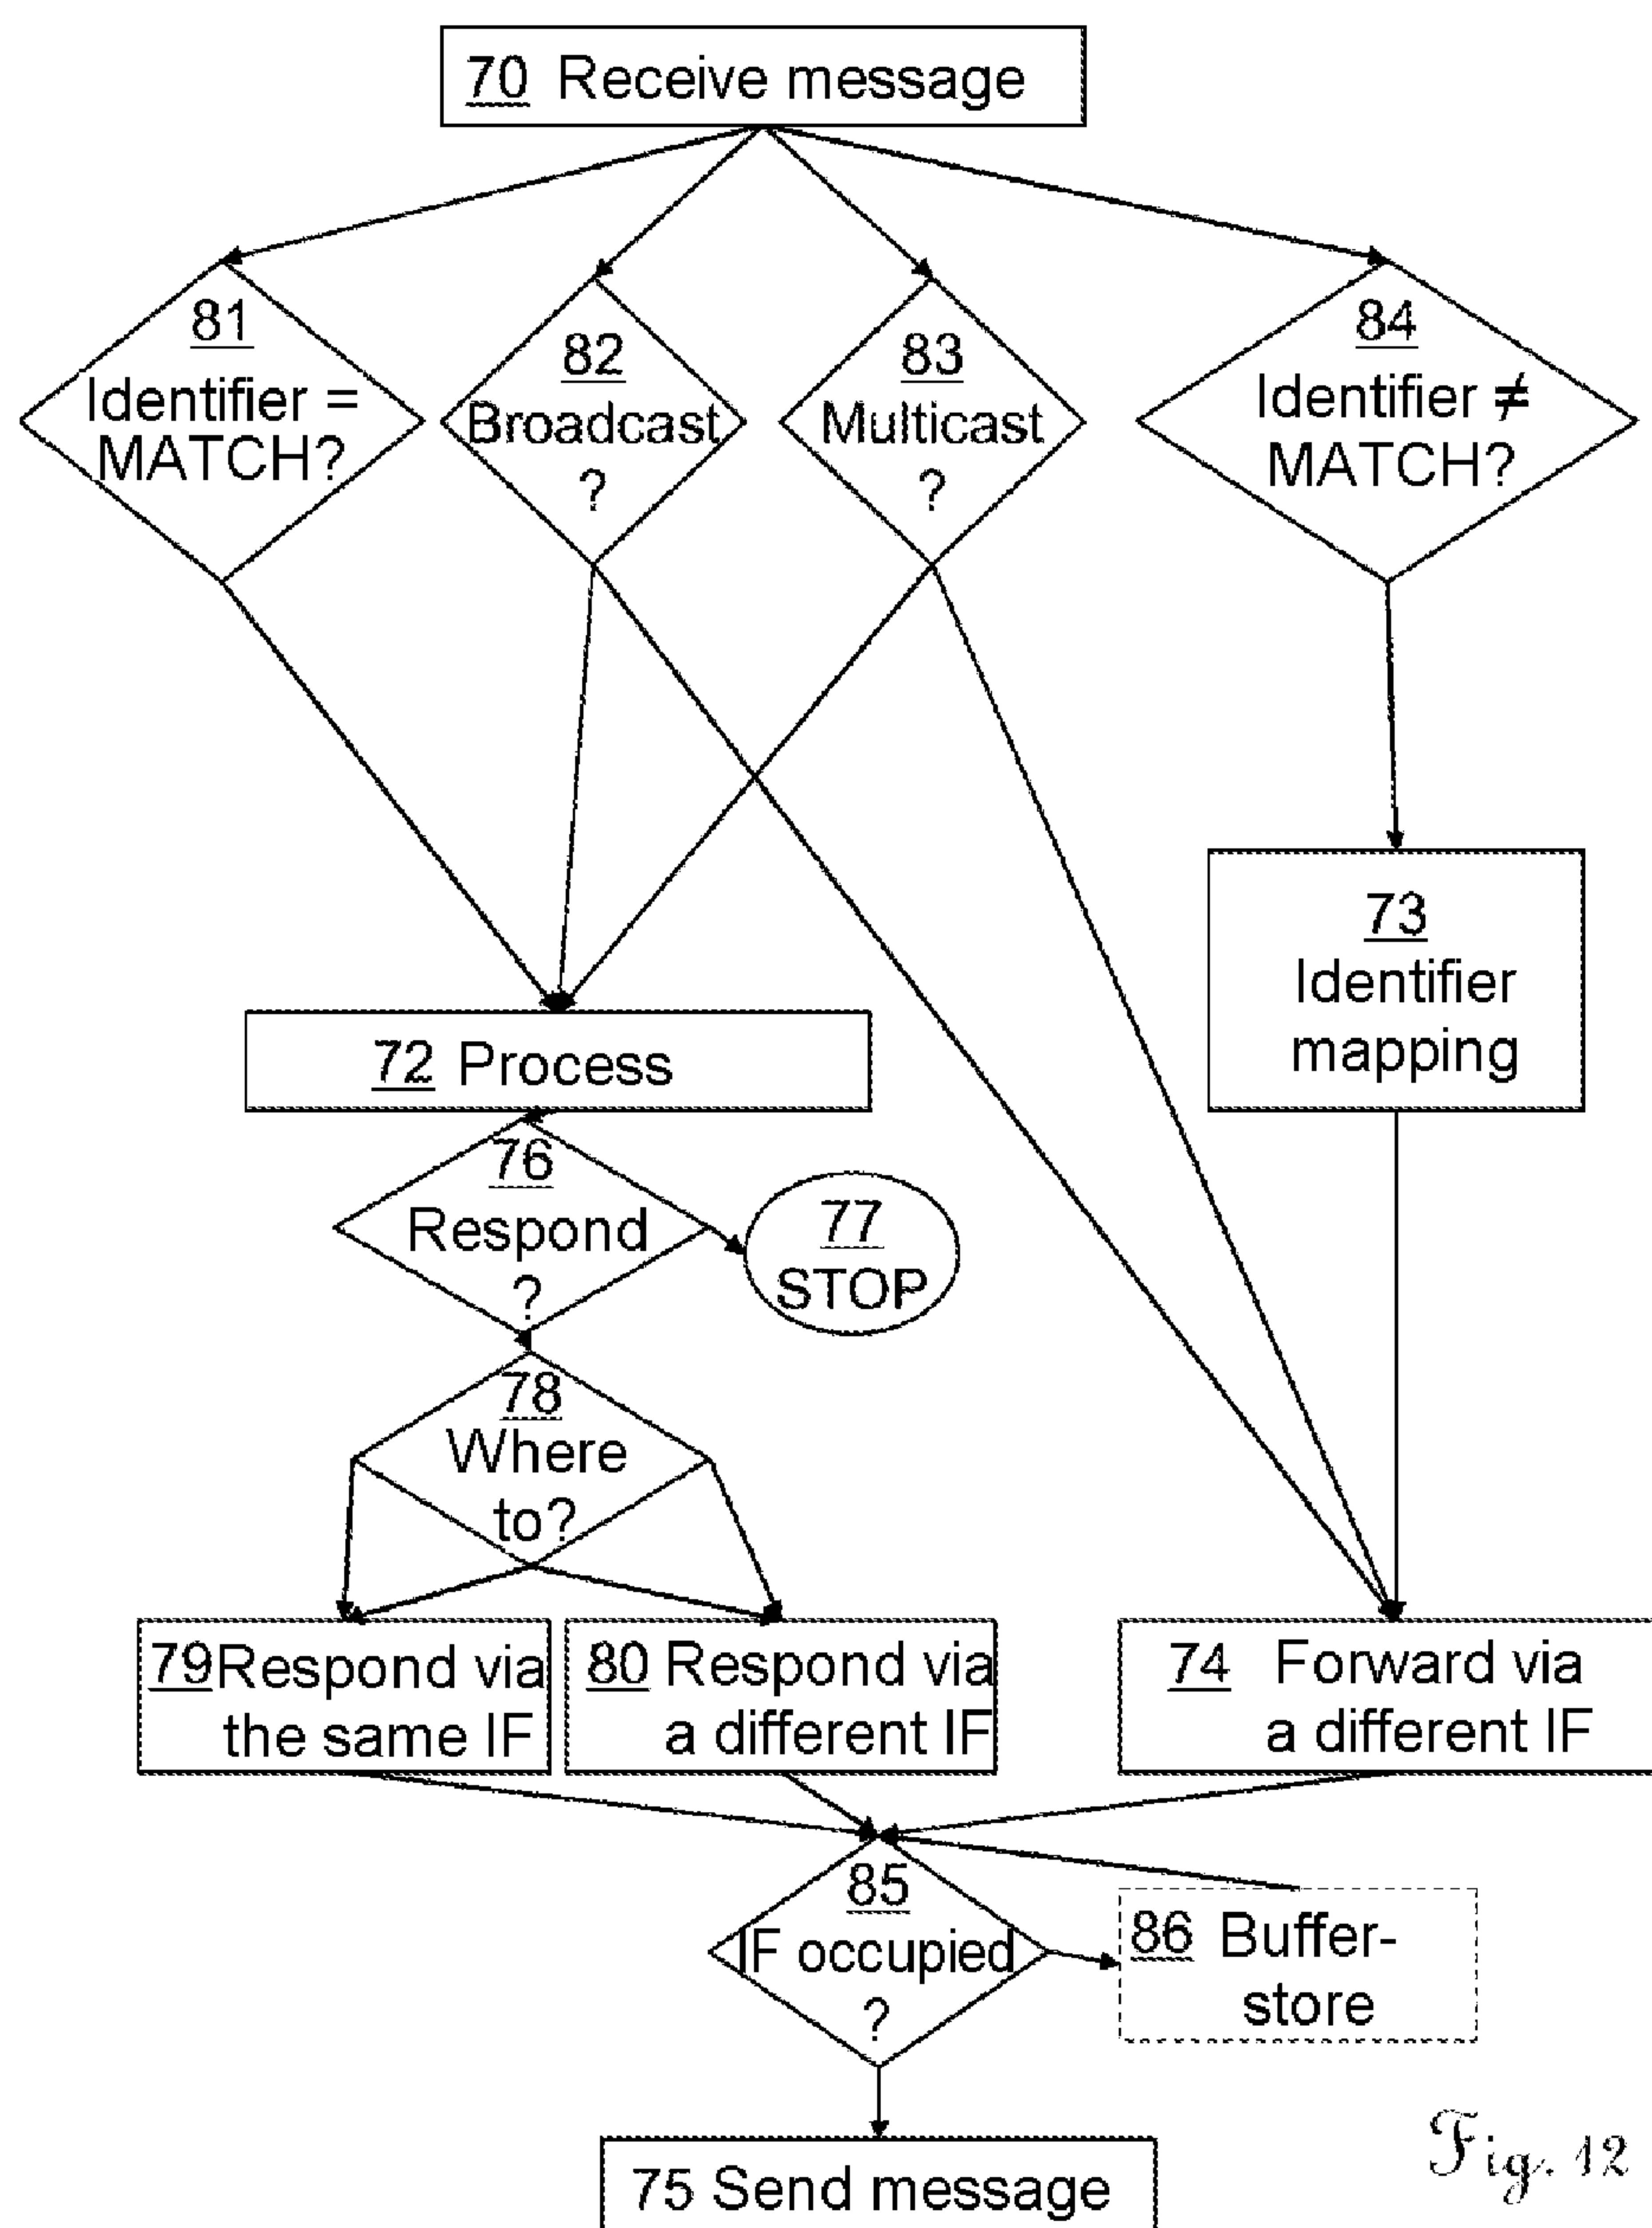 70 Receive message
81
Identifier =
MATCH?
82
Broadcast
?
83
Multicast
?
84
Identifier ≠
MATCH?
73
Identifier
mapping
72 Process
76
Respond
?
77
STOP
78
Where
to?
79 Respond via
the same IF
80 Respond via
a different IF
74 Forward via
a different IF
85
IF occupied
?
86 Buffer-
store
75 Send message
Fig. 12